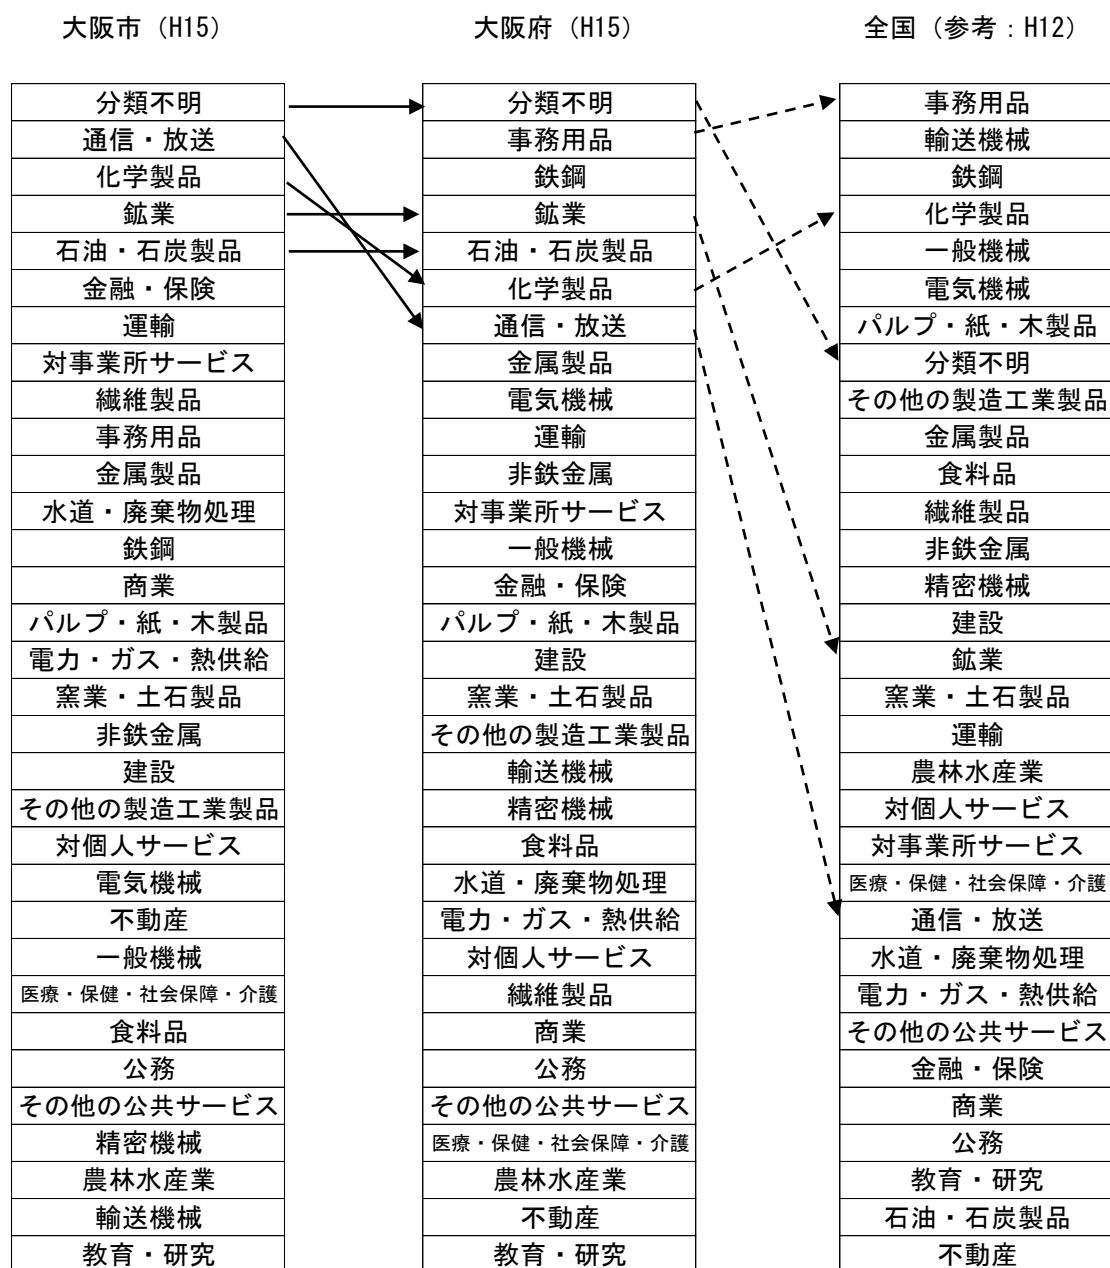 大阪市（H15）
分類不明
通信・放送
化学製品
鉱業
石油・石炭製品
金融・保険
運輸
対事業所サービス
繊維製品
事務用品
金属製品
水道・廃棄物処理
鉄鋼
商業
パルプ・紙・木製品
電力・ガス・熱供給
窯業・土石製品
非鉄金属
建設
その他の製造工業製品
対個人サービス
電気機械
不動産
一般機械
医療・保健・社会保障・介護
食料品
公務
その他の公共サービス
精密機械
農林水産業
輸送機械
教育・研究
大阪府（H15）
分類不明
事務用品
鉄鋼
鉱業
石油・石炭製品
化学製品
通信・放送
金属製品
電気機械
運輸
非鉄金属
対事業所サービス
一般機械
金融・保険
パルプ・紙・木製品
建設
窯業・土石製品
その他の製造工業製品
輸送機械
精密機械
食料品
水道・廃棄物処理
電力・ガス・熱供給
対個人サービス
繊維製品
商業
公務
その他の公共サービス
医療・保健・社会保障・介護
農林水産業
不動産
教育・研究
全国（参考：H12）
事務用品
輸送機械
鉄鋼
化学製品
一般機械
電気機械
パルプ・紙・木製品
分類不明
その他の製造工業製品
金属製品
食料品
繊維製品
非鉄金属
精密機械
建設
鉱業
窯業・土石製品
運輸
農林水産業
対個人サービス
対事業所サービス
医療・保健・社会保障・介護
通信・放送
水道・廃棄物処理
電力・ガス・熱供給
その他の公共サービス
金融・保険
商業
公務
教育・研究
石油・石炭製品
不動産